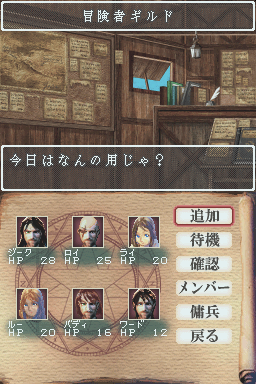 冒険者ギルド
今日はなんの用じゃ？
追加
待機
確認
メンバー
傭兵
戻る
ジーク
HP 28
ロイ
HP 25
ライ
HP 20
ルー
HP 20
バディ
HP 16
ワード
HP 12